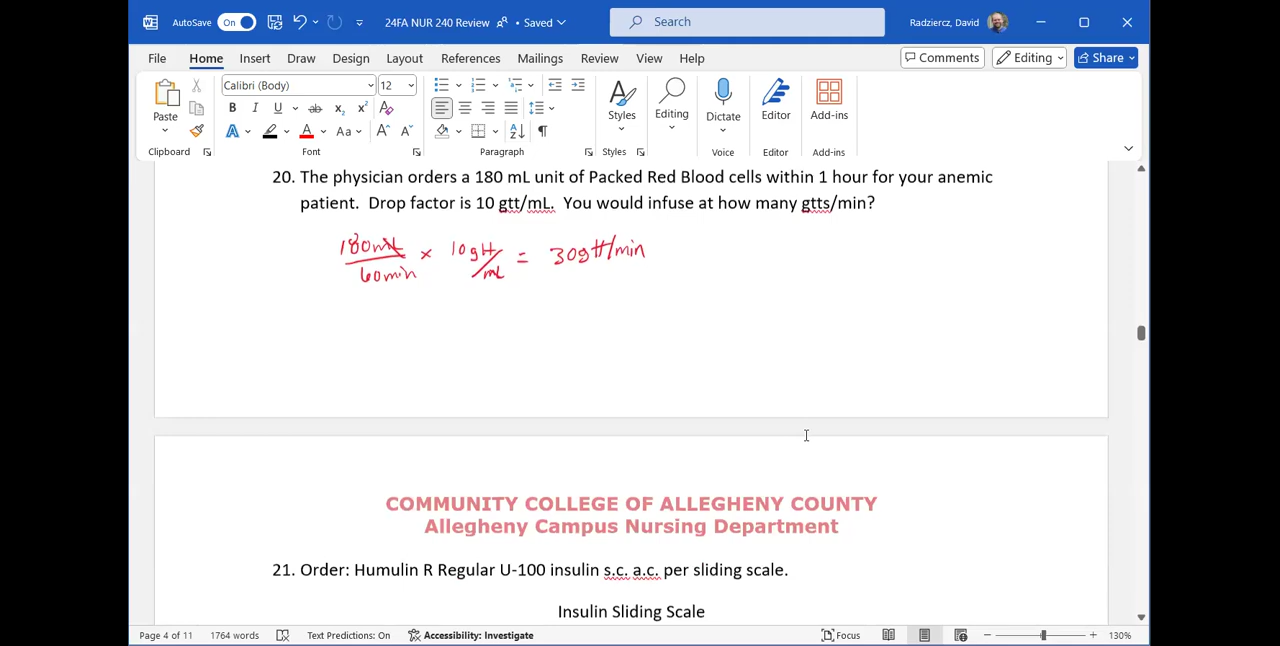 AutoSave On 24FA NUR 240 Review • Saved Search Radziercz, David
File Home Insert Draw Design Layout References Mailings Review View Help Comments Editing Share
Calibri (Body) 12
Paste B I U ab x₂ x² A Aa A A Styles Editing Dictate Editor Add-ins
Clipboard Font Paragraph Styles Voice Editor Add-ins
20. The physician orders a 180 mL unit of Packed Red Blood cells within 1 hour for your anemic
patient. Drop factor is 10 gtt/mL. You would infuse at how many gtts/min?
180mL/60min × 10gtt/mL = 30gtt/min
COMMUNITY COLLEGE OF ALLEGHENY COUNTY
Allegheny Campus Nursing Department
21. Order: Humulin R Regular U-100 insulin s.c. a.c. per sliding scale.
Insulin Sliding Scale
Page 4 of 11 1764 words Text Predictions: On Accessibility: Investigate Focus 130%